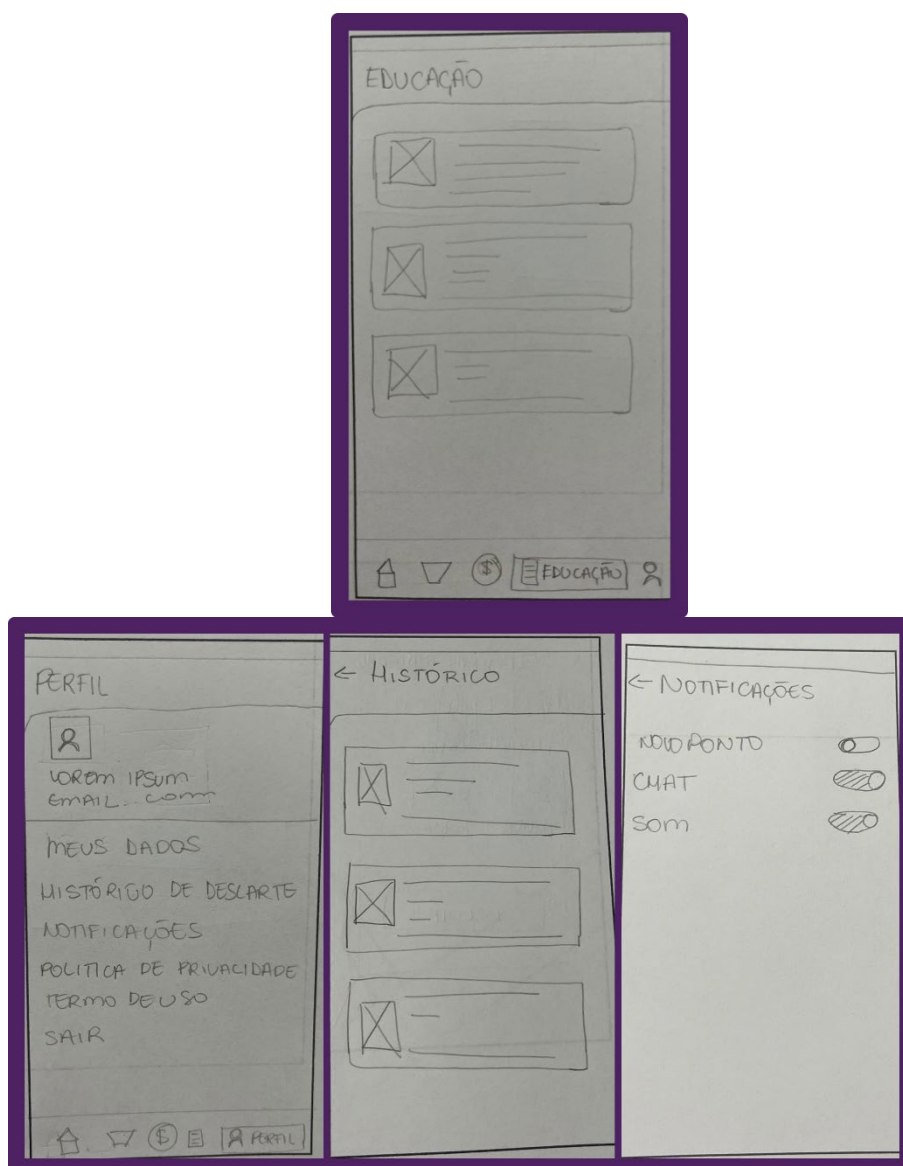 EDUCAÇÃO
$
EDUCAÇÃO
PERFIL
LOREM IPSUM
EMAIL.COM
MEUS DADOS
HISTÓRICO DE DESCARTE
NOTIFICAÇÕES
POLITICA DE PRIVACIDADE
TERMO DE USO
SAIR
$
PERFIL
← HISTÓRICO
← NOTIFICAÇÕES
NOVO PONTO
CHAT
SOM